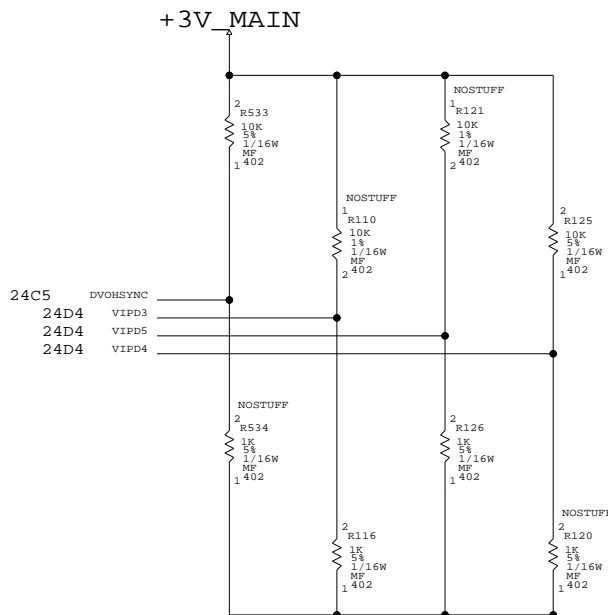 +3V_MAIN
2
R533
10K
5%
1/16W
MF
1 402
NOSTUFF
1
R121
10K
1%
1/16W
MF
2 402
NOSTUFF
1
R110
10K
1%
1/16W
MF
2 402
2
R125
10K
5%
1/16W
MF
1 402
24C5 DVOHSYNC
24D4 VIPD3
24D4 VIPD5
24D4 VIPD4
NOSTUFF
2
R534
1K
5%
1/16W
MF
1 402
2
R126
1K
5%
1/16W
MF
1 402
2
R116
1K
5%
1/16W
MF
1 402
NOSTUFF
2
R120
1K
5%
1/16W
MF
1 402